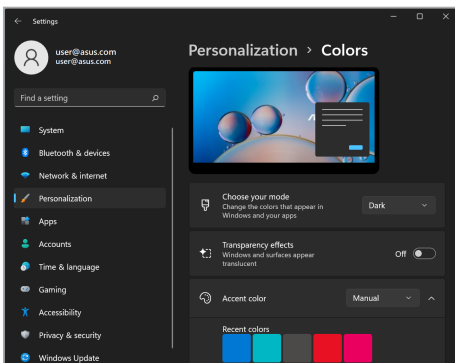 Settings
user@asus.com
user@asus.com
Find a setting
System
Bluetooth & devices
Network & internet
Personalization
Apps
Accounts
Time & language
Gaming
Accessibility
Privacy & security
Windows Update
Personalization > Colors
Choose your mode
Change the colors that appear in
Windows and your apps
Dark
Transparency effects
Windows and surfaces appear
translucent
Off
Accent color
Manual
Recent colors